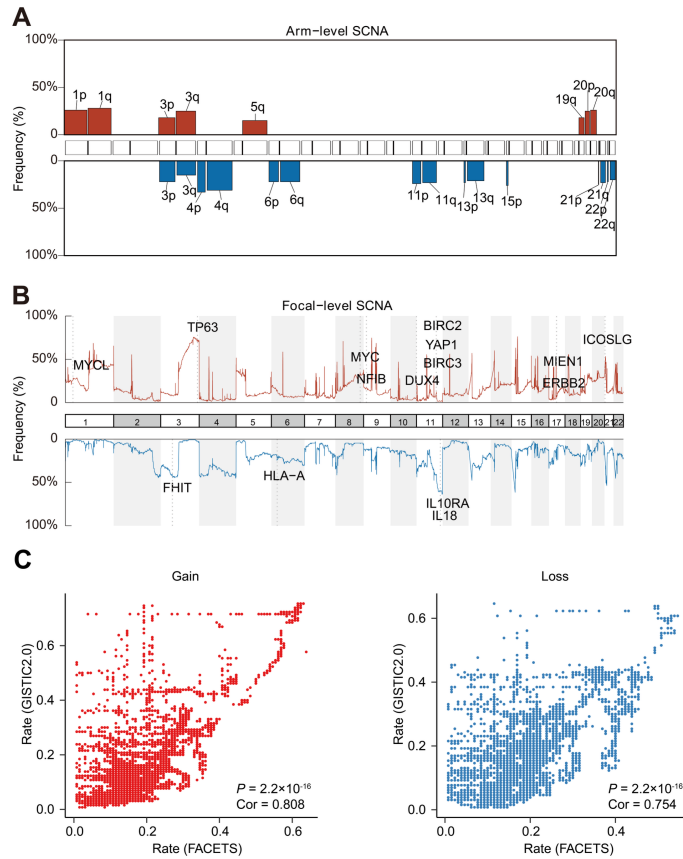 A
Arm−level SCNA
100%
50%
0
0
50%
100%
Frequency (%)
1p
1q
3p
3q
5q
19q
20p
20q
3p
3q
4p
4q
6p
6q
11p
11q
13p
13q
15p
21p
21q
22p
22q
B
Focal−level SCNA
100%
50%
0
0
50%
100%
Frequency (%)
MYCL
TP63
MYC
NFIB
DUX4
BIRC2
YAP1
BIRC3
MIEN1
ERBB2
ICOSLG
1 2 3 4 5 6 7 8 9 10 11 12 13 14 15 16 17 18 19 20 21 22
FHIT
HLA−A
IL10RA
IL18
C
Gain
Rate (GISTIC2.0)
0.6
0.4
0.2
0.0
0.0 0.2 0.4 0.6
Rate (FACETS)
P = 2.2×10-16
Cor = 0.808
Loss
Rate (GISTIC2.0)
0.6
0.4
0.2
0.0
0.0 0.2 0.4
Rate (FACETS)
P = 2.2×10-16
Cor = 0.754